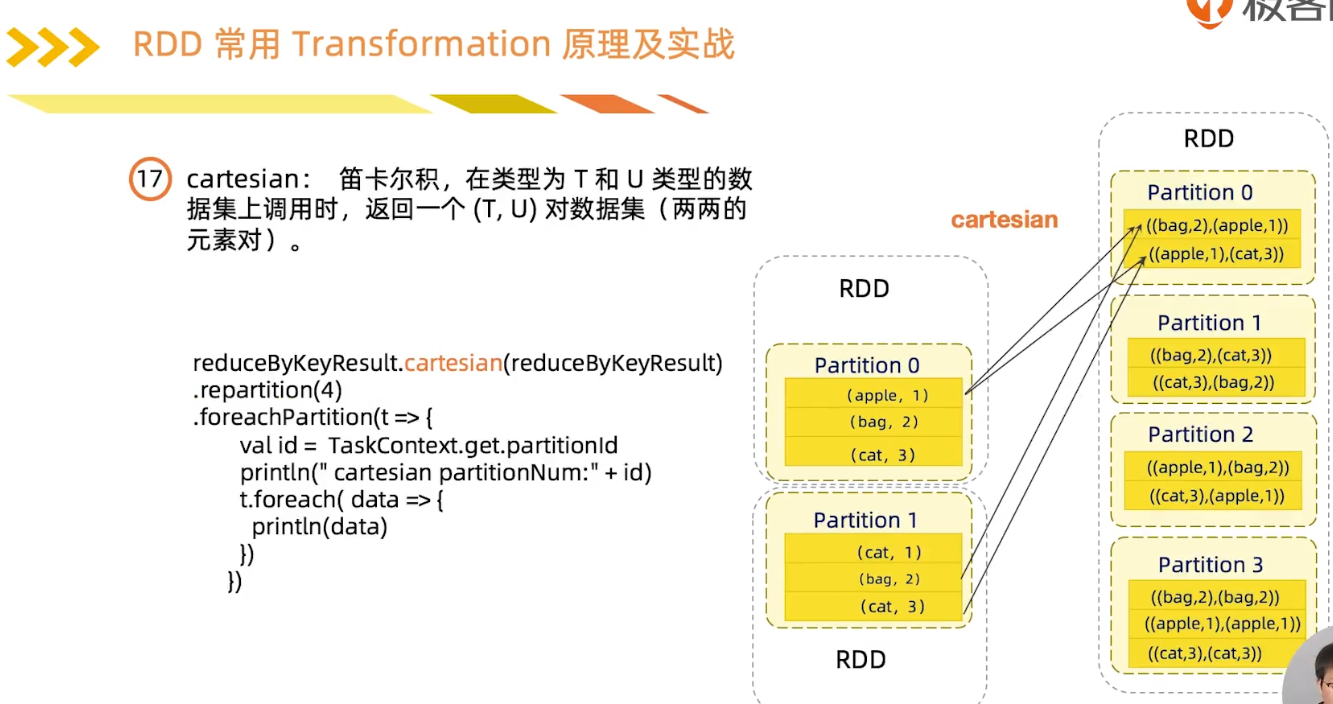 RDD 常用 Transformation 原理及实战
极客
17 cartesian： 笛卡尔积，在类型为 T 和 U 类型的数
据集上调用时，返回一个 (T, U) 对数据集（两两的
元素对）。
reduceByKeyResult.cartesian(reduceByKeyResult)
.repartition(4)
.foreachPartition(t => {
val id = TaskContext.get.partitionId
println(" cartesian partitionNum:" + id)
t.foreach( data => {
println(data)
})
})
RDD
Partition 0
(apple, 1)
(bag, 2)
(cat, 3)
Partition 1
(cat, 1)
(bag, 2)
(cat, 3)
RDD
cartesian
RDD
Partition 0
((bag,2),(apple,1))
((apple,1),(cat,3))
Partition 1
((bag,2),(cat,3))
((cat,3),(bag,2))
Partition 2
((apple,1),(bag,2))
((cat,3),(apple,1))
Partition 3
((bag,2),(bag,2))
((apple,1),(apple,1))
((cat,3),(cat,3))